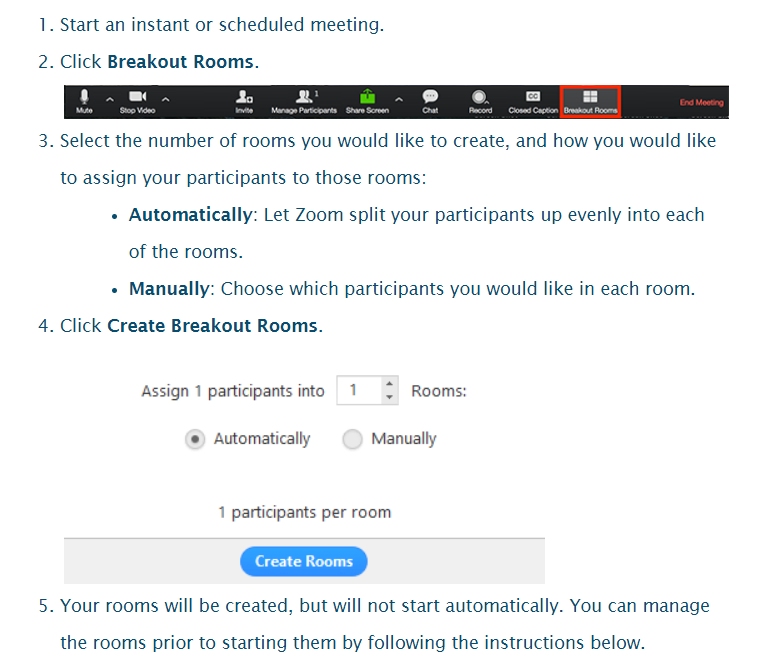 1. Start an instant or scheduled meeting.
2. Click Breakout Rooms.
Mute Stop Video Invite Manage Participants 1 Share Screen Chat Record CC Closed Caption Breakout Rooms End Meeting
3. Select the number of rooms you would like to create, and how you would like
to assign your participants to those rooms:
• Automatically: Let Zoom split your participants up evenly into each
of the rooms.
• Manually: Choose which participants you would like in each room.
4. Click Create Breakout Rooms.
Assign 1 participants into 1 Rooms:
Automatically Manually
1 participants per room
Create Rooms
5. Your rooms will be created, but will not start automatically. You can manage
the rooms prior to starting them by following the instructions below.